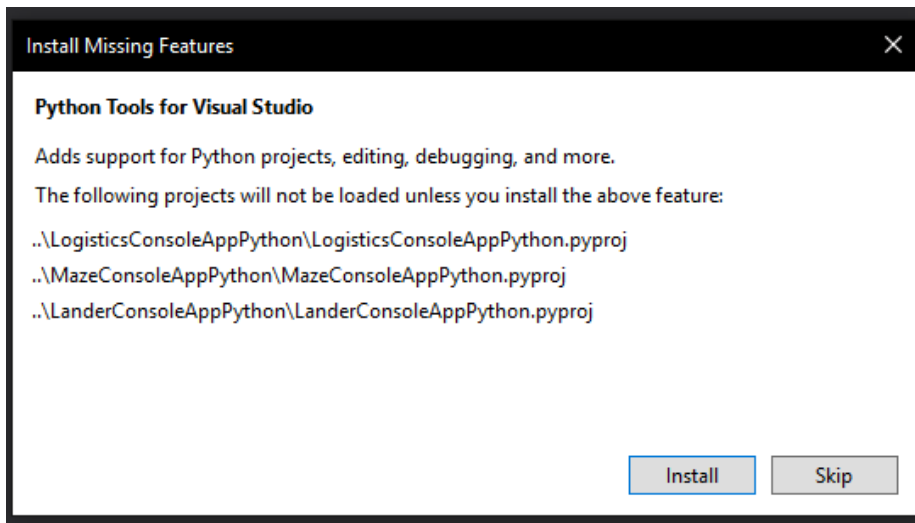 Install Missing Features
Python Tools for Visual Studio
Adds support for Python projects, editing, debugging, and more.
The following projects will not be loaded unless you install the above feature:
..\LogisticsConsoleAppPython\LogisticsConsoleAppPython.pyproj
..\MazeConsoleAppPython\MazeConsoleAppPython.pyproj
..\LanderConsoleAppPython\LanderConsoleAppPython.pyproj
Install Skip